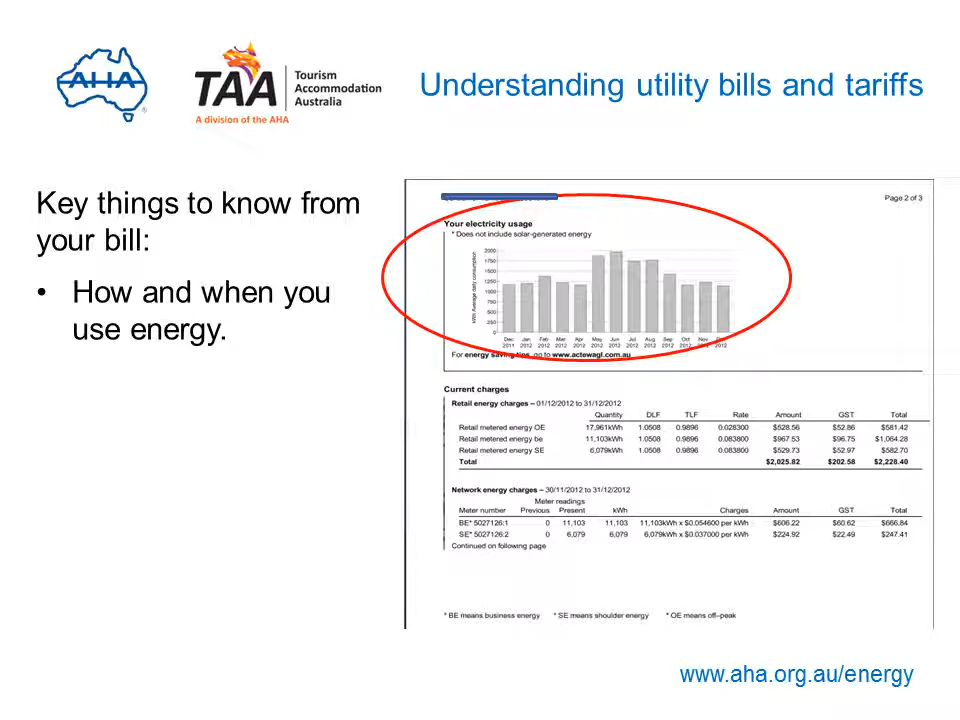 AHA
®
TAA
Tourism
Accommodation
Australia
A division of the AHA
Understanding utility bills and tariffs
Key things to know from
your bill:
• How and when you
use energy.
Page 2 of 3
Your electricity usage
* Does not include solar-generated energy
kWh Average daily consumption
2000
1750
1500
1250
1000
750
500
250
0
Dec Jan Feb Mar Apr May Jun Jul Aug Sep Oct Nov
2011 2012 2012 2012 2012 2012 2012 2012 2012 2012 2012 2012 2012
For energy saving tips, go to www.actewagl.com.au
Current charges
Retail energy charges – 01/12/2012 to 31/12/2012
Quantity DLF TLF Rate Amount GST Total
Retail metered energy OE 17,961kWh 1.0508 0.9896 0.028300 $528.56 $52.86 $581.42
Retail metered energy be 11,103kWh 1.0508 0.9896 0.083800 $967.53 $96.75 $1,064.28
Retail metered energy SE 6,079kWh 1.0508 0.9896 0.083800 $529.73 $52.97 $582.70
Total $2,025.82 $202.58 $2,228.40
Network energy charges – 30/11/2012 to 31/12/2012
Meter readings
Meter number Previous Present kWh Charges Amount GST Total
BE* 5027126:1 0 11,103 11,103 11,103kWh x $0.054600 per kWh $606.22 $60.62 $666.84
SE* 5027126:2 0 6,079 6,079 6,079kWh x $0.037000 per kWh $224.92 $22.49 $247.41
Continued on following page
* BE means business energy * SE means shoulder energy * OE means off–peak
www.aha.org.au/energy